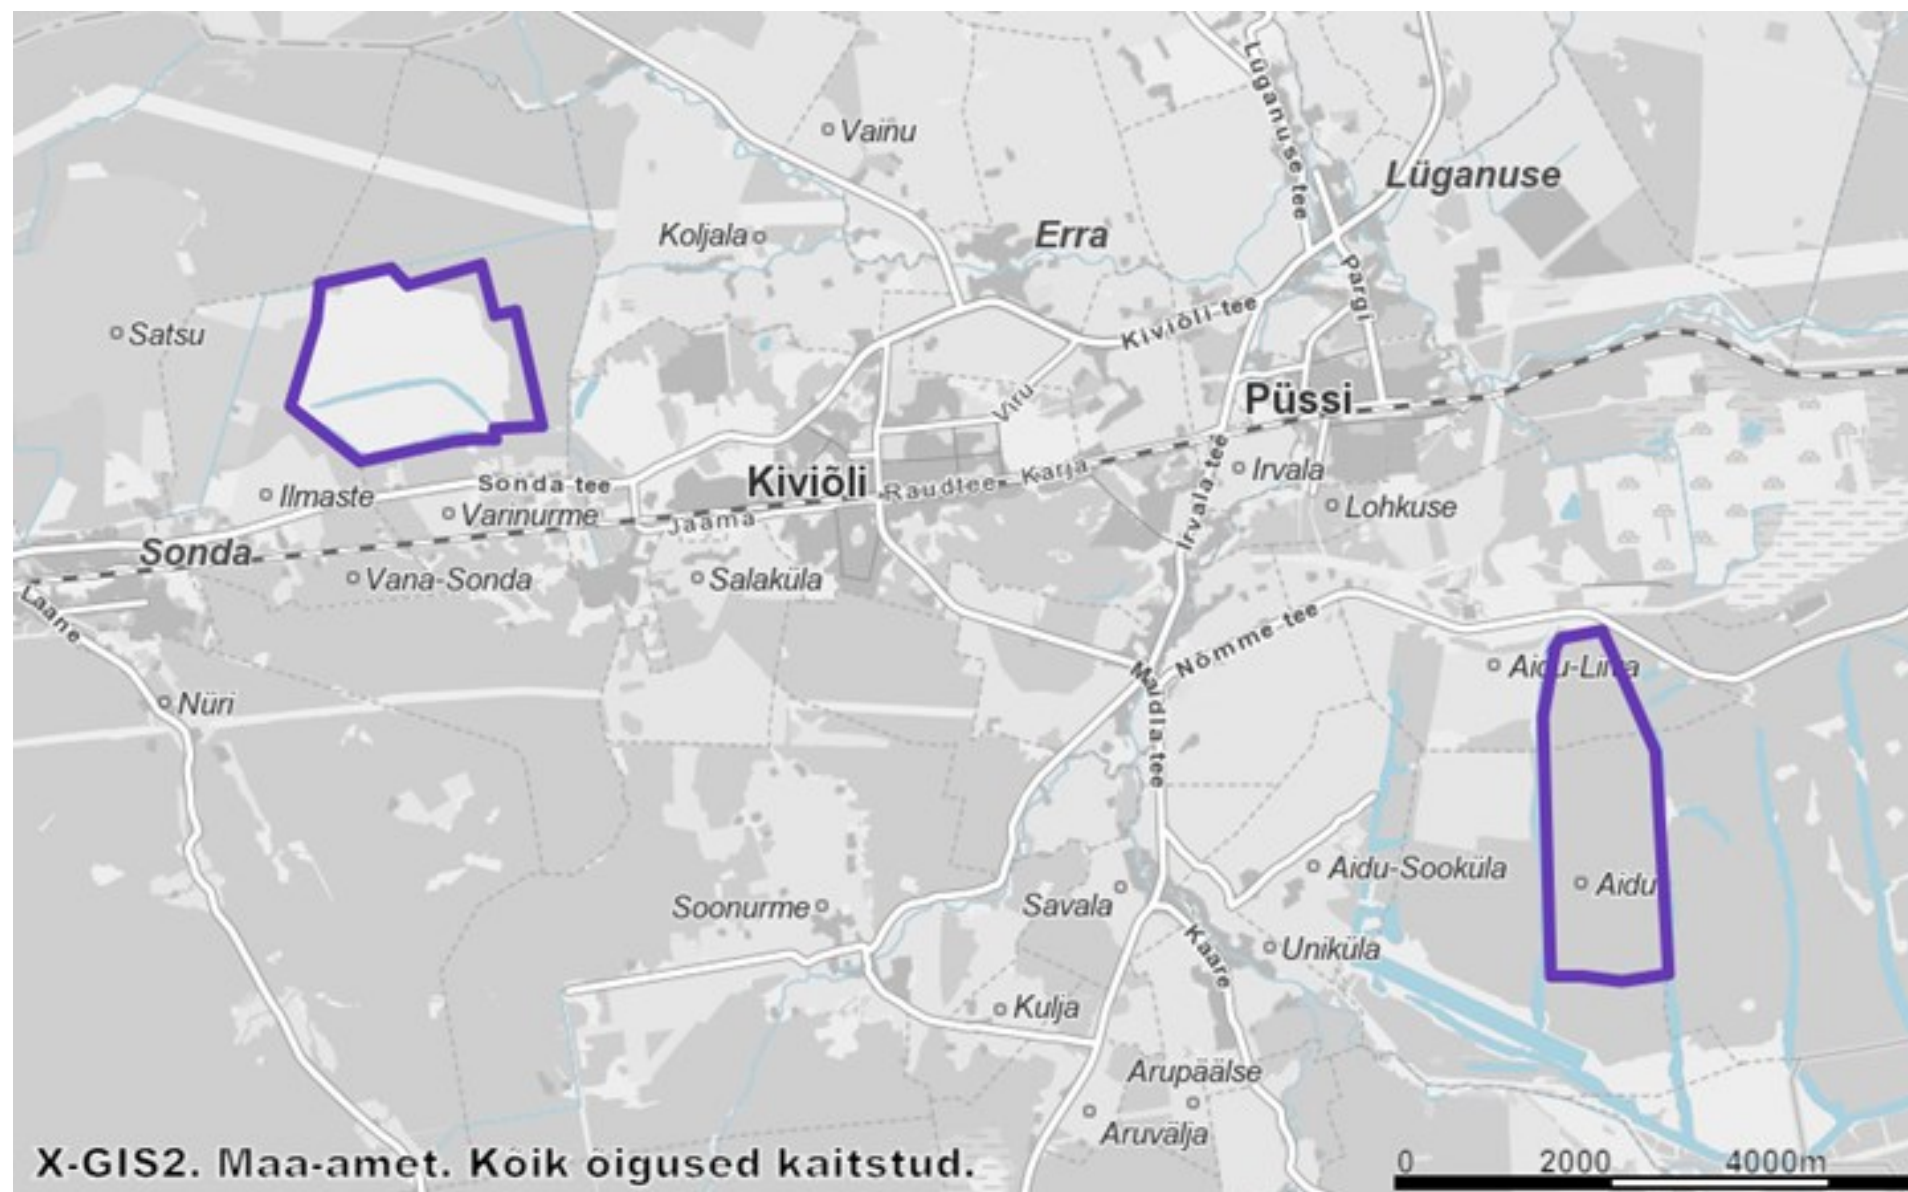 Lüganuse tee
Vainu
Lüganuse
Koljala
Erra
Pargi
Satsu
Kiviõli tee
Viru
Püssi
Irvala tee
Irvala
Kiviõli
Raudtee
Karja
Sonda tee
Ilmaste
Varinurme
Jaama
Lohkuse
Sonda
Vana-Sonda
Salaküla
Laane
Nõmme tee
Maidla tee
Aidu-Liiva
Nüri
Aidu-Sooküla
Aidu
Soonurme
Savala
Kaare
Uniküla
Kulja
Arupäälse
Aruvälja
X-GIS2. Maa-amet. Kõik õigused kaitstud.
0 2000 4000m